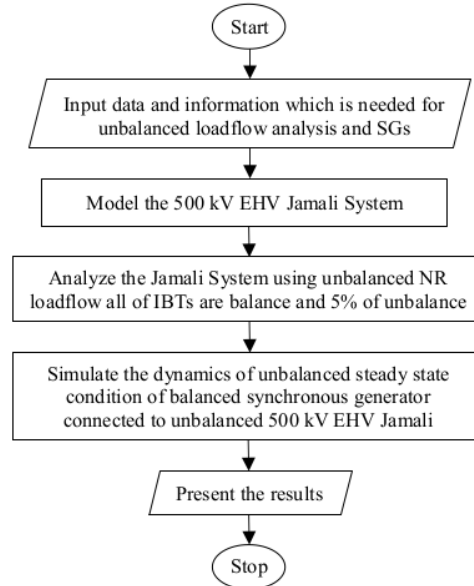 Start
Input data and information which is needed for
unbalanced loadflow analysis and SGs
Model the 500 kV EHV Jamali System
Analyze the Jamali System using unbalanced NR
loadflow all of IBTs are balance and 5% of unbalance
Simulate the dynamics of unbalanced steady state
condition of balanced synchronous generator
connected to unbalanced 500 kV EHV Jamali
Present the results
Stop